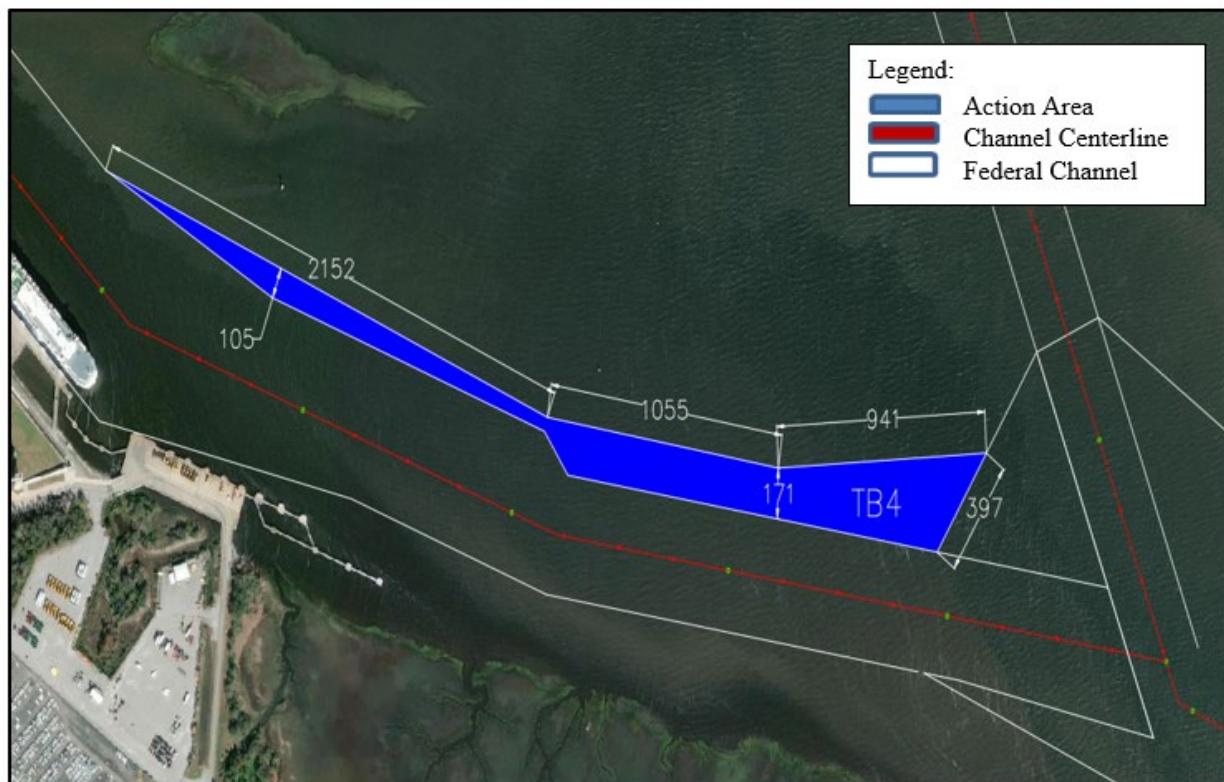 Legend:
Action Area
Channel Centerline
Federal Channel
2152
105
1055
941
171
TB4
397